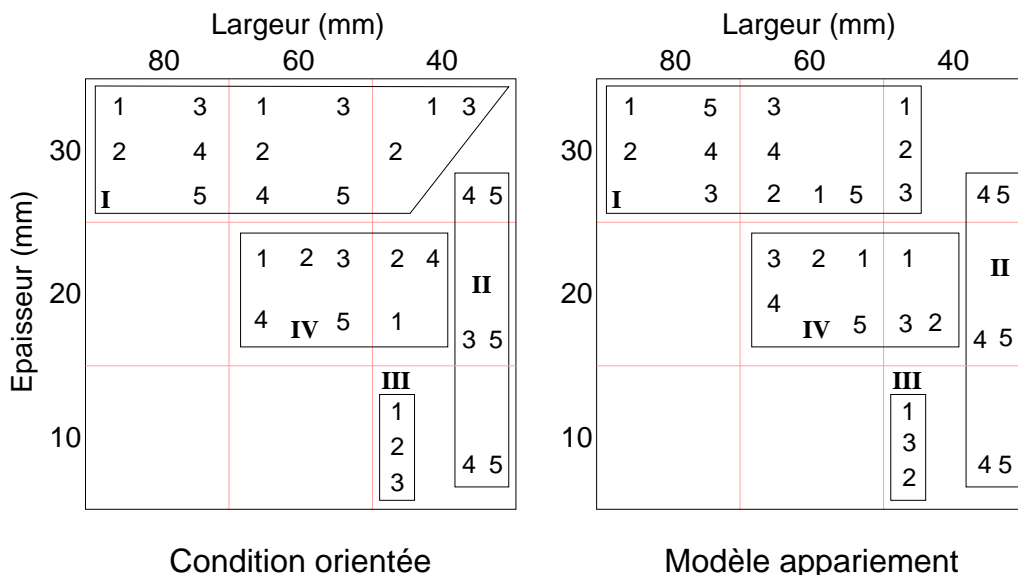 Largeur (mm) Largeur (mm)
80 60 40 80 60 40
1 3 1 3 1 3 1 5 3 1
30 2 4 2 2 30 2 4 4 2
I 5 4 5 4 5 I 3 2 1 5 3 4 5
Epaisseur (mm) Epaisseur (mm)
1 2 3 2 4 3 2 1 1
II II
20 20
4 IV 5 1 3 5 4 IV 5 3 2 4 5
III III
1 1
10 2 10 3
3 4 5 2 4 5
Condition orientée Modèle appariement